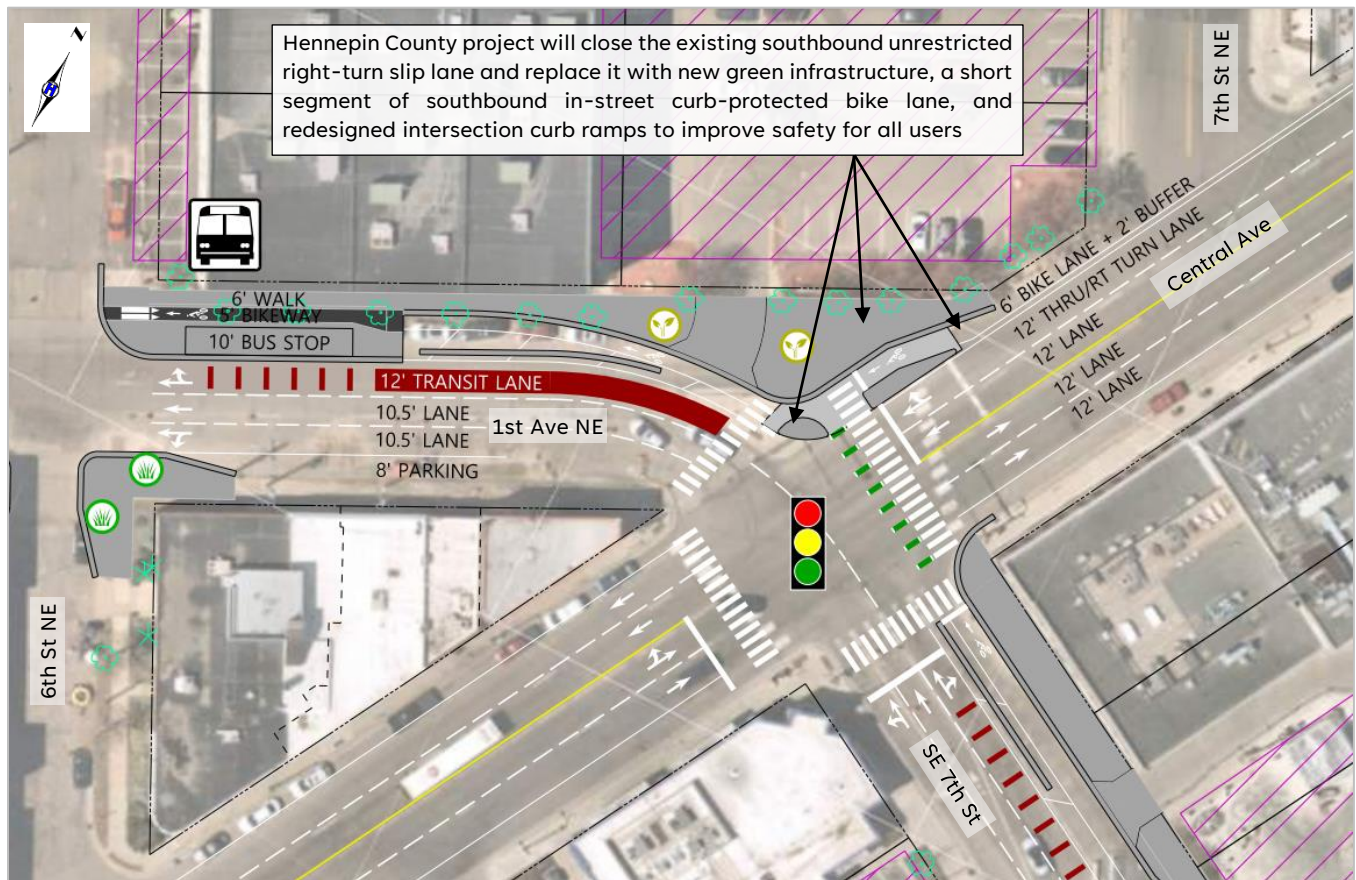 N
H
Hennepin County project will close the existing southbound unrestricted
right-turn slip lane and replace it with new green infrastructure, a short
segment of southbound in-street curb-protected bike lane, and
redesigned intersection curb ramps to improve safety for all users
7th St NE
6' BIKE LANE + 2' BUFFER
12' THRU/RT TURN LANE
Central Ave
12' LANE
12' LANE
12' LANE
6' WALK
5' BIKEWAY
10' BUS STOP
12' TRANSIT LANE
10.5' LANE
1st Ave NE
10.5' LANE
8' PARKING
6th St NE
SE 7th St